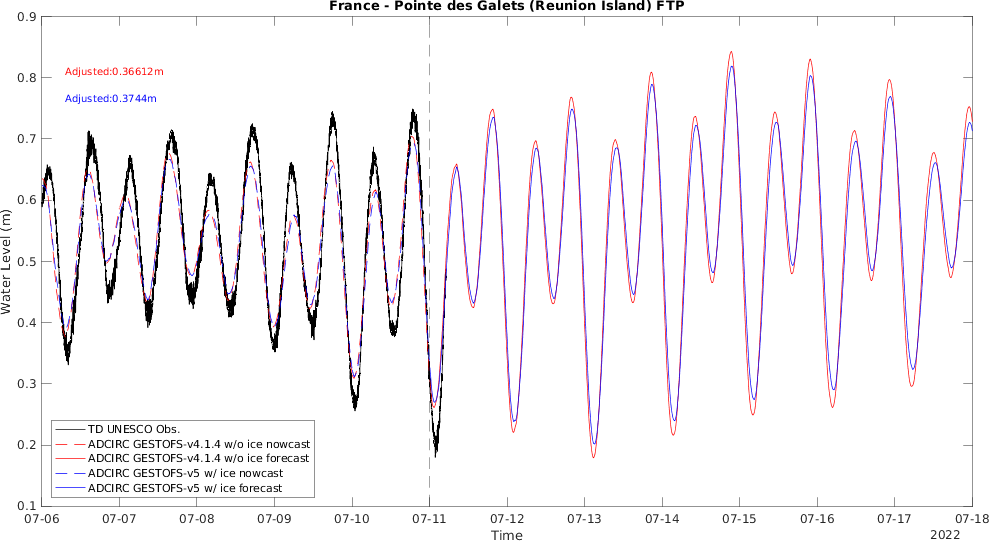 France - Pointe des Galets (Reunion Island) FTP
0.9
0.8
0.7
0.6
0.5
0.4
0.3
0.2
0.1
Water Level (m)
Adjusted:0.36612m
Adjusted:0.3744m
TD UNESCO Obs.
ADCIRC GESTOFS-v4.1.4 w/o ice nowcast
ADCIRC GESTOFS-v4.1.4 w/o ice forecast
ADCIRC GESTOFS-v5 w/ ice nowcast
ADCIRC GESTOFS-v5 w/ ice forecast
07-06 07-07 07-08 07-09 07-10 07-11 07-12 07-13 07-14 07-15 07-16 07-17 07-18
Time
2022